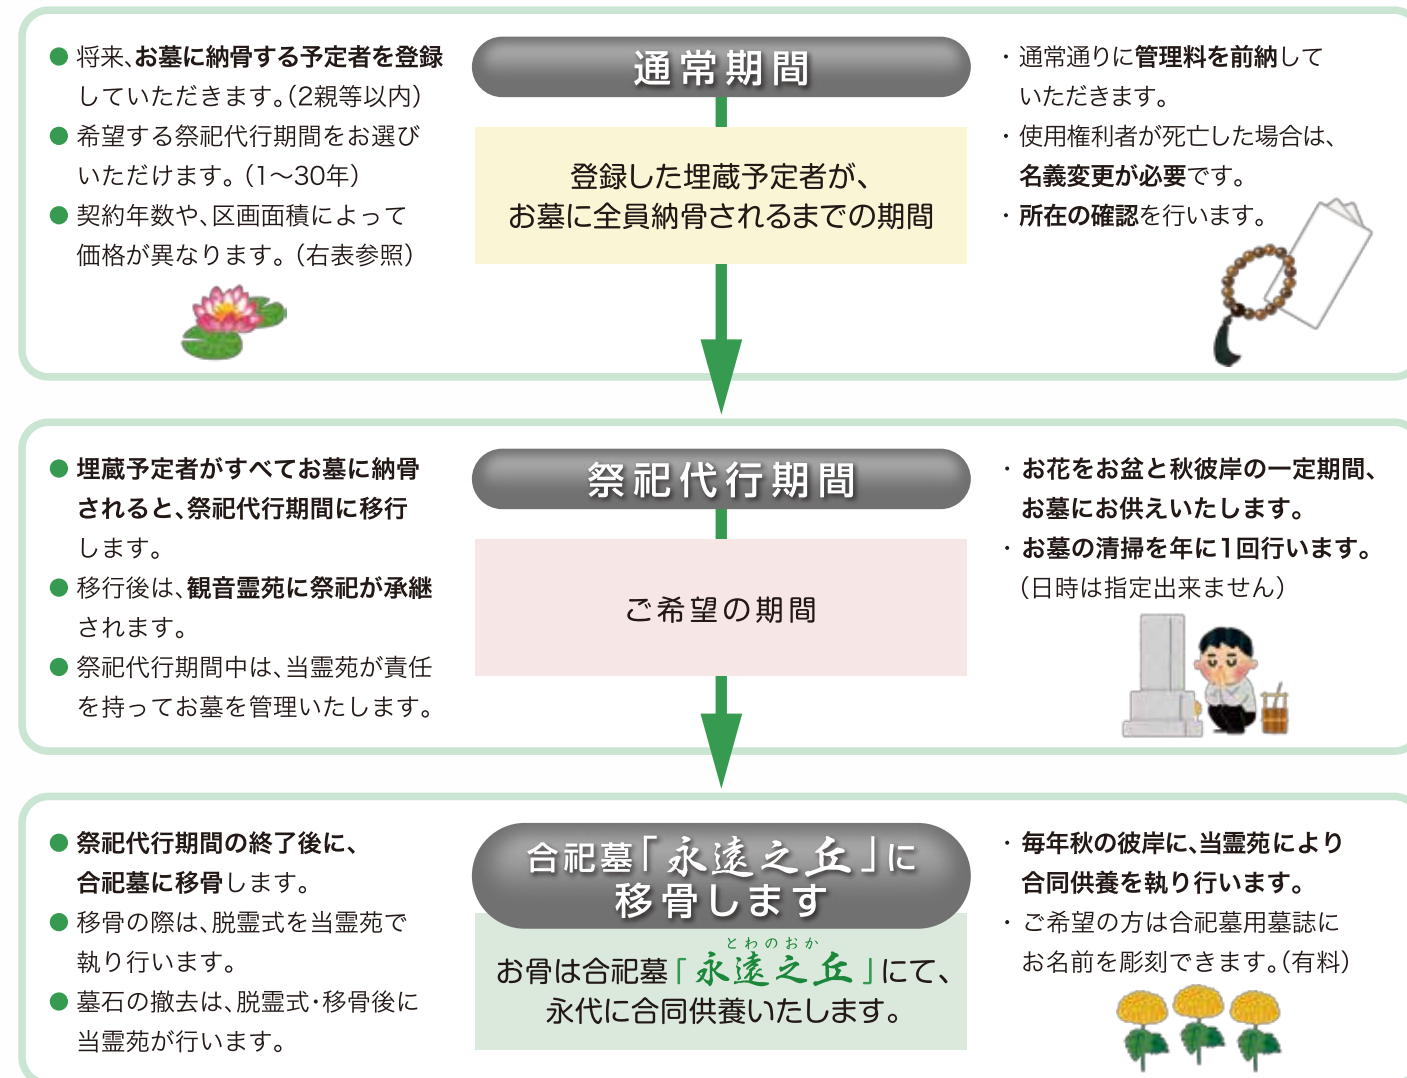 通常期間
● 将来、お墓に納骨する予定者を登録
していただきます。（2親等以内）
● 希望する祭祀代行期間をお選び
いただけます。（1～30年）
● 契約年数や、区画面積によって
価格が異なります。（右表参照）
登録した埋蔵予定者が、
お墓に全員納骨されるまでの期間
・ 通常通りに管理料を前納して
いただきます。
・ 使用権利者が死亡した場合は、
名義変更が必要です。
・ 所在の確認を行います。
祭祀代行期間
● 埋蔵予定者がすべてお墓に納骨
されると、祭祀代行期間に移行
します。
● 移行後は、観音霊苑に祭祀が承継
されます。
● 祭祀代行期間中は、当霊苑が責任
を持ってお墓を管理いたします。
ご希望の期間
・ お花をお盆と秋彼岸の一定期間、
お墓にお供えいたします。
・ お墓の清掃を年に1回行います。
（日時は指定出来ません）
合祀墓「永遠之丘」に
移骨します
● 祭祀代行期間の終了後に、
合祀墓に移骨します。
● 移骨の際は、脱霊式を当霊苑で
執り行います。
● 墓石の撤去は、脱霊式・移骨後に
当霊苑が行います。
とわのおか
お骨は合祀墓「永遠之丘」にて、
永代に合同供養いたします。
・ 毎年秋の彼岸に、当霊苑により
合同供養を執り行います。
・ ご希望の方は合祀墓用墓誌に
お名前を彫刻できます。（有料）